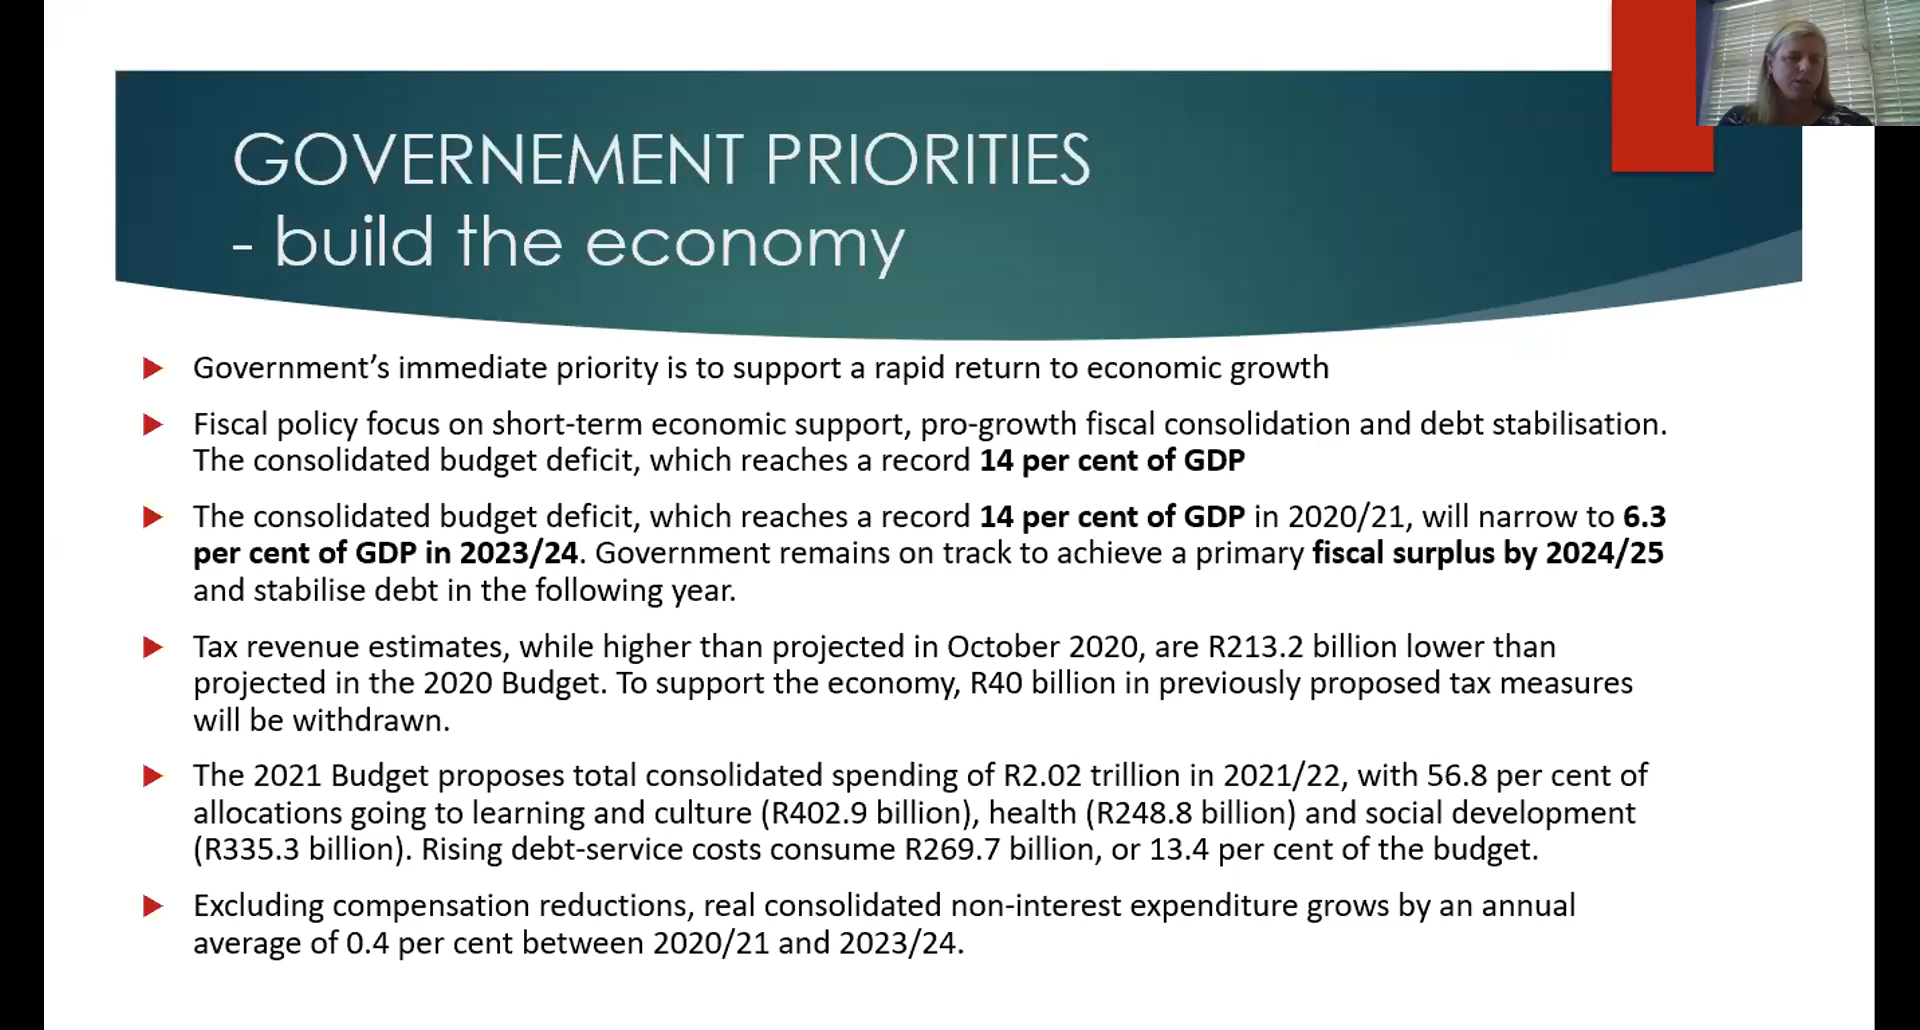 GOVERNEMENT PRIORITIES
- build the economy
Government’s immediate priority is to support a rapid return to economic growth
Fiscal policy focus on short-term economic support, pro-growth fiscal consolidation and debt stabilisation.
The consolidated budget deficit, which reaches a record 14 per cent of GDP
The consolidated budget deficit, which reaches a record 14 per cent of GDP in 2020/21, will narrow to 6.3
per cent of GDP in 2023/24. Government remains on track to achieve a primary fiscal surplus by 2024/25
and stabilise debt in the following year.
Tax revenue estimates, while higher than projected in October 2020, are R213.2 billion lower than
projected in the 2020 Budget. To support the economy, R40 billion in previously proposed tax measures
will be withdrawn.
The 2021 Budget proposes total consolidated spending of R2.02 trillion in 2021/22, with 56.8 per cent of
allocations going to learning and culture (R402.9 billion), health (R248.8 billion) and social development
(R335.3 billion). Rising debt-service costs consume R269.7 billion, or 13.4 per cent of the budget.
Excluding compensation reductions, real consolidated non-interest expenditure grows by an annual
average of 0.4 per cent between 2020/21 and 2023/24.